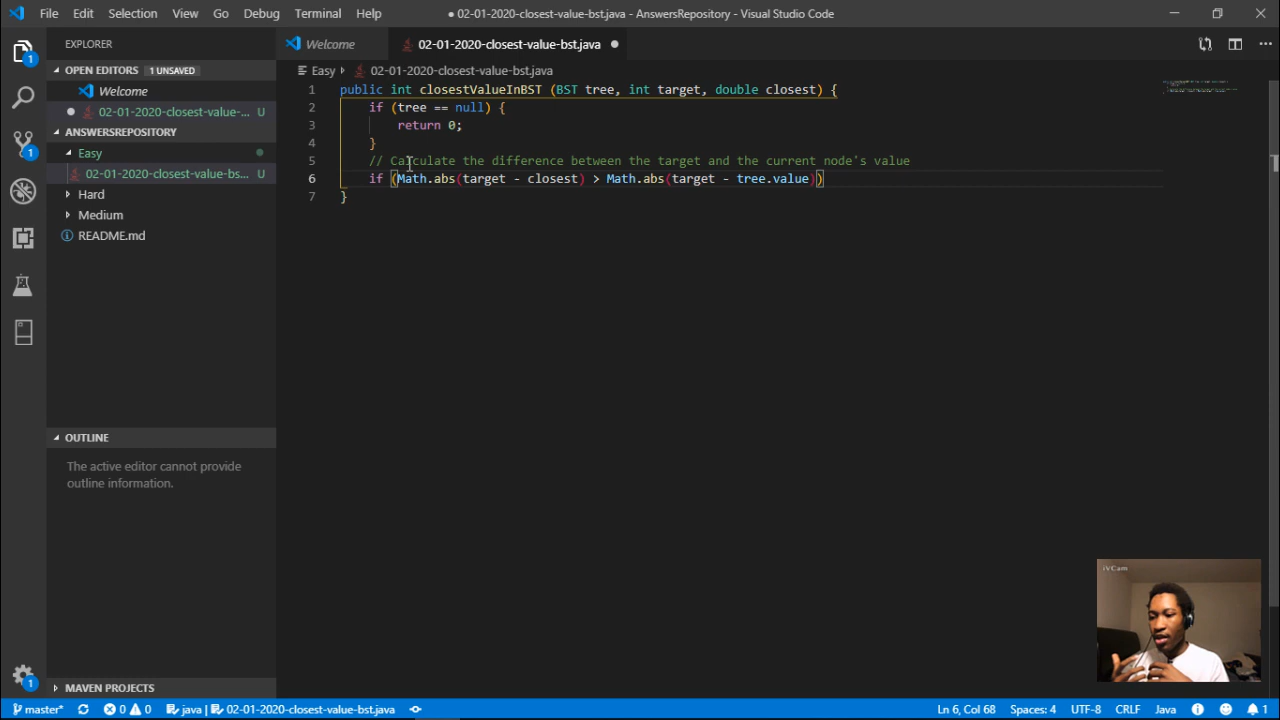 File Edit Selection View Go Debug Terminal Help
● 02-01-2020-closest-value-bst.java - AnswersRepository - Visual Studio Code
EXPLORER
OPEN EDITORS 1 UNSAVED
Welcome
02-01-2020-closest-value-... U
ANSWERSREPOSITORY
Easy
02-01-2020-closest-value-bs... U
Hard
Medium
README.md
OUTLINE
The active editor cannot provide
outline information.
MAVEN PROJECTS
Welcome 02-01-2020-closest-value-bst.java
Easy 02-01-2020-closest-value-bst.java
1 public int closestValueInBST (BST tree, int target, double closest) {
2 if (tree == null) {
3 return 0;
4 }
5 // Calculate the difference between the target and the current node's value
6 if (Math.abs(target - closest) > Math.abs(target - tree.value))
7 }
iVCam
1
1
1
master* 0 0 java | 02-01-2020-closest-value-bst.java Ln 6, Col 68 Spaces: 4 UTF-8 CRLF Java 1